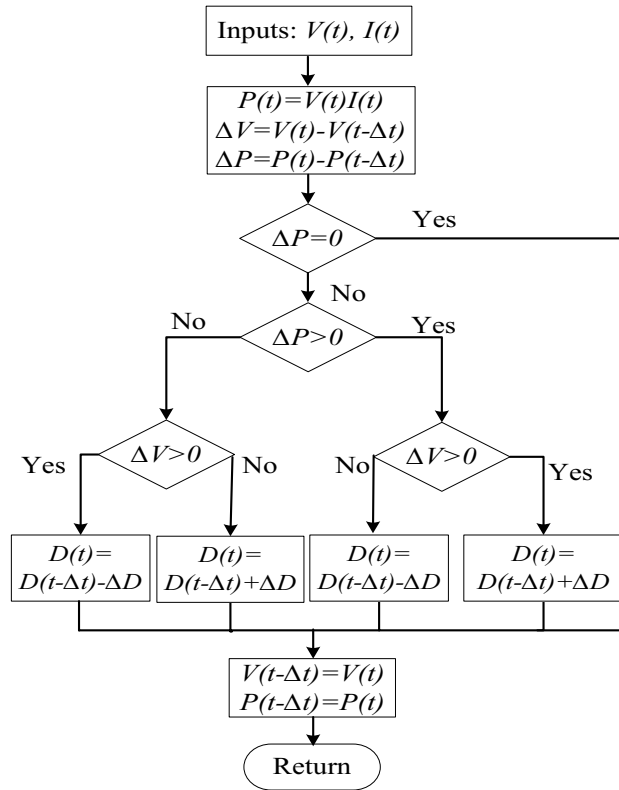 Inputs: V(t), I(t)
P(t)=V(t)I(t)
ΔV=V(t)-V(t-Δt)
ΔP=P(t)-P(t-Δt)
ΔP=0
Yes
No
ΔP>0
No
Yes
ΔV>0
Yes
No
ΔV>0
No
Yes
D(t)=
D(t-Δt)-ΔD
D(t)=
D(t-Δt)+ΔD
D(t)=
D(t-Δt)-ΔD
D(t)=
D(t-Δt)+ΔD
V(t-Δt)=V(t)
P(t-Δt)=P(t)
Return